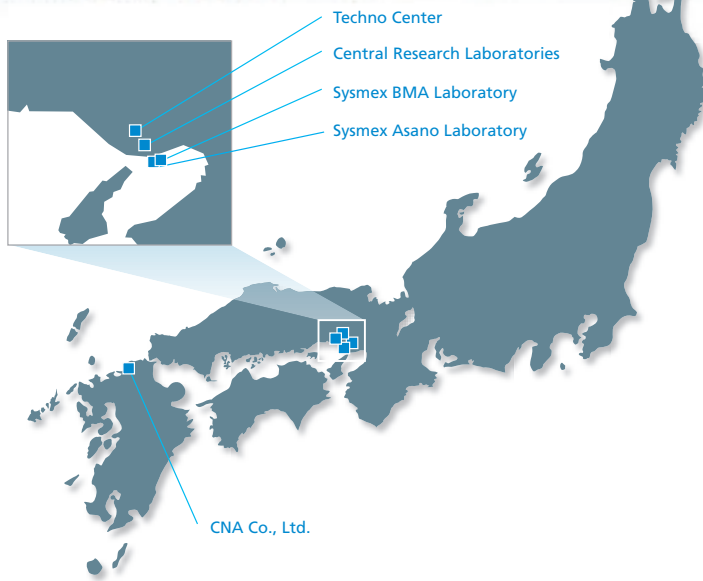 Techno Center
Central Research Laboratories
Sysmex BMA Laboratory
Sysmex Asano Laboratory
CNA Co., Ltd.